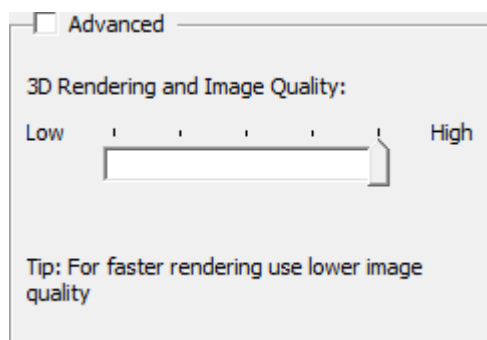 Advanced
3D Rendering and Image Quality:
Low High
Tip: For faster rendering use lower image
quality